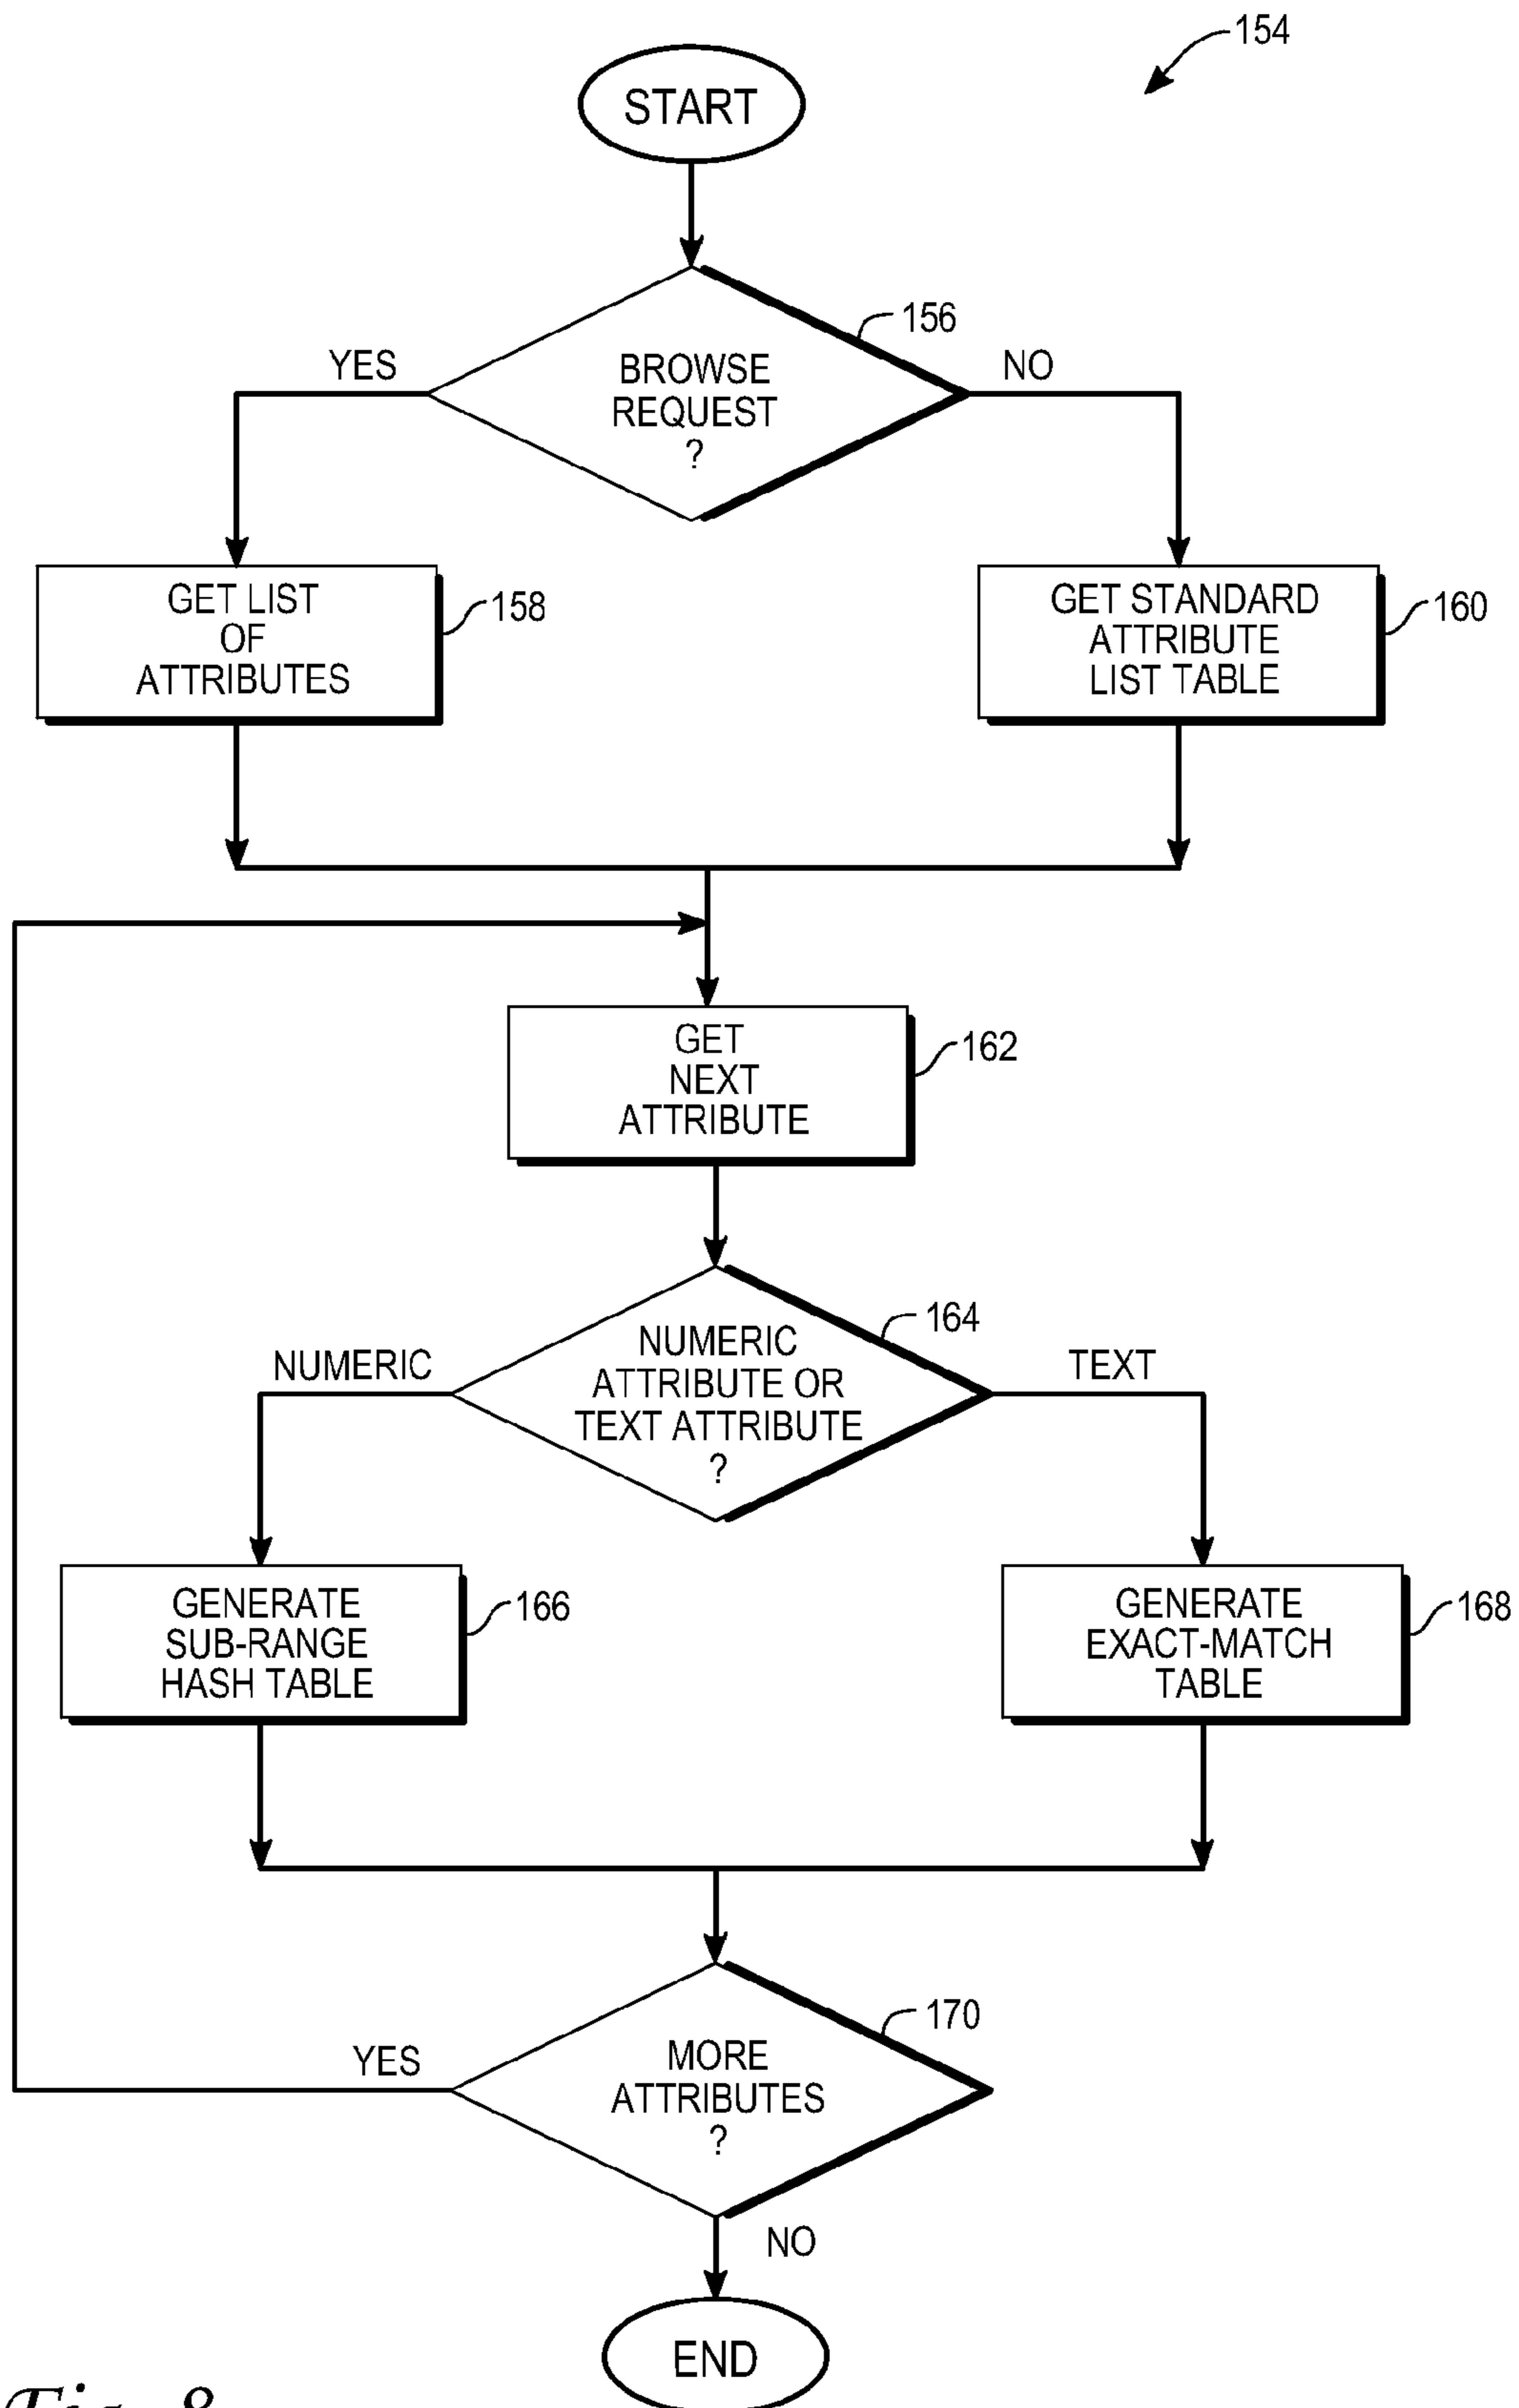 154
START
156
YES
BROWSE
REQUEST
?
NO
GET LIST
OF
ATTRIBUTES
158
GET STANDARD
ATTRIBUTE
LIST TABLE
160
GET
NEXT
ATTRIBUTE
162
164
NUMERIC
NUMERIC
ATTRIBUTE OR
TEXT ATTRIBUTE
?
TEXT
GENERATE
SUB-RANGE
HASH TABLE
166
GENERATE
EXACT-MATCH
TABLE
168
170
YES
MORE
ATTRIBUTES
?
NO
END
Fig. 8